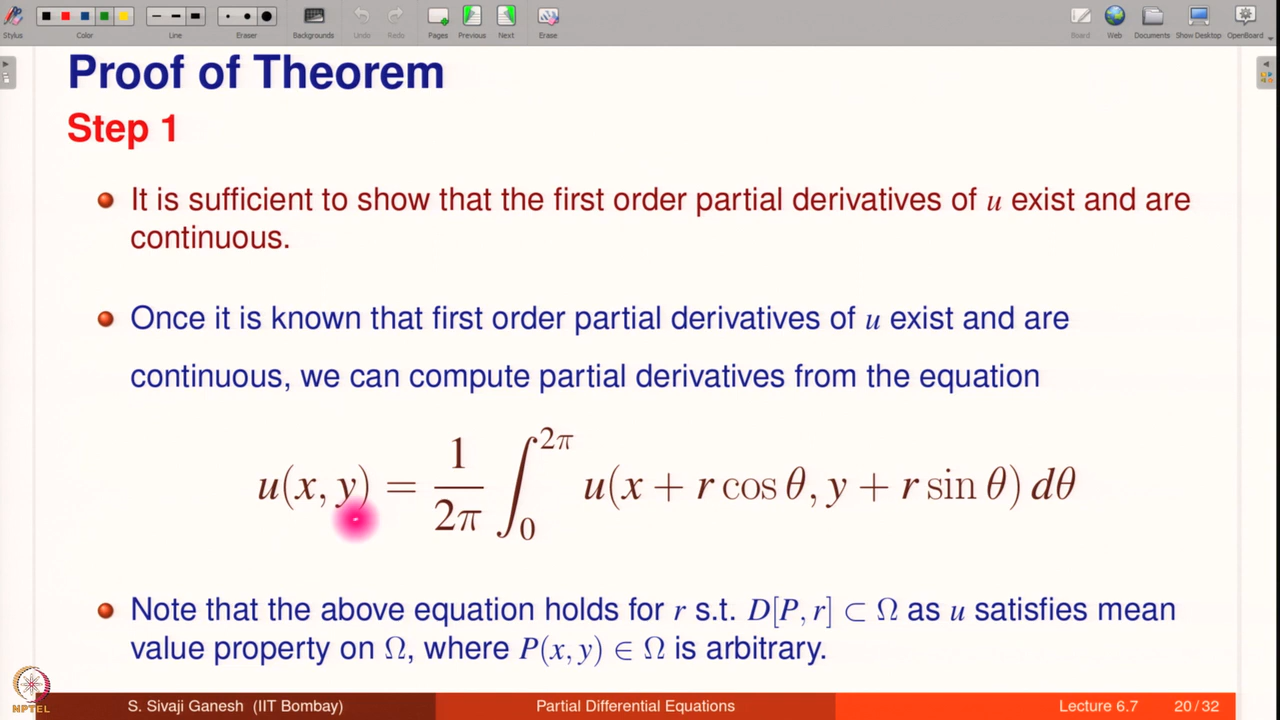 Stylus
Color
Line
Eraser
Backgrounds
Undo
Redo
Pages
Previous
Next
Erase
Board
Web
Documents
Show Desktop
OpenBoard
Proof of Theorem
Step 1
It is sufficient to show that the first order partial derivatives of u exist and are
continuous.
Once it is known that first order partial derivatives of u exist and are
continuous, we can compute partial derivatives from the equation
u(x, y) = \frac{1}{2π} ∫_0^{2π} u(x + r cos θ, y + r sin θ) dθ
Note that the above equation holds for r s.t. D[P, r] ⊂ Ω as u satisfies mean
value property on Ω, where P(x, y) ∈ Ω is arbitrary.
NPTEL
S. Sivaji Ganesh (IIT Bombay)
Partial Differential Equations
Lecture 6.7
20/32